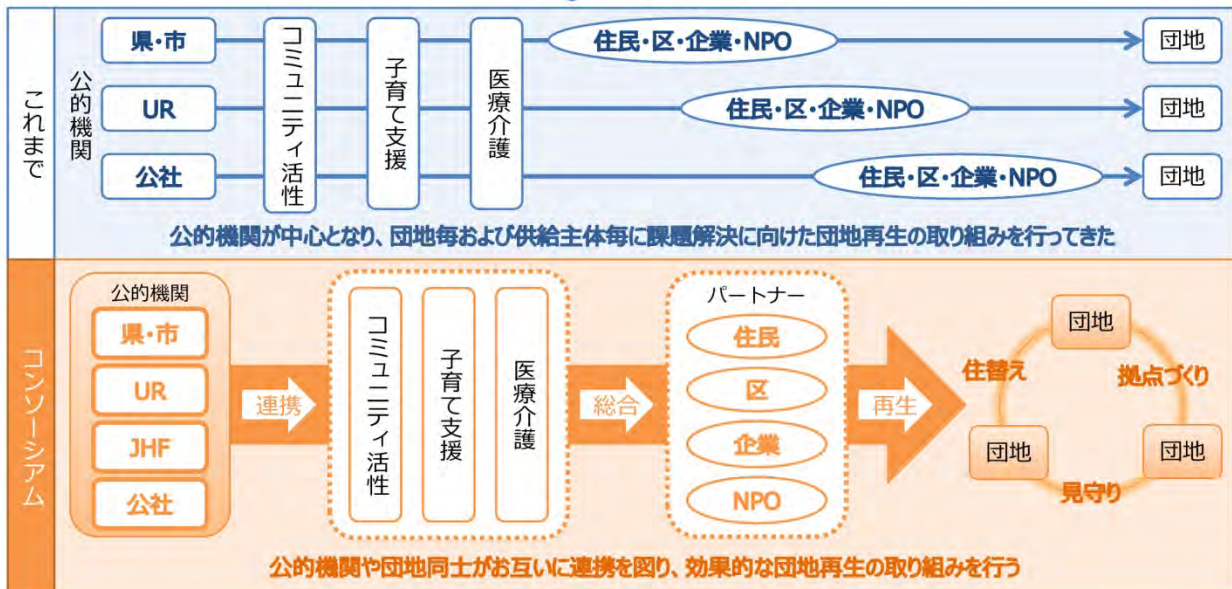 これまで
公的機関
県・市
コミュニティ活性
子育て支援
医療介護
住民・区・企業・NPO
団地
UR
住民・区・企業・NPO
団地
公社
住民・区・企業・NPO
団地
公的機関が中心となり、団地毎および供給主体毎に課題解決に向けた団地再生の取り組みを行ってきた
コンソーシアム
公的機関
県・市
UR
JHF
公社
連携
コミュニティ活性
子育て支援
医療介護
総合
パートナー
住民
区
企業
NPO
再生
団地
住替え
拠点づくり
団地
団地
見守り
公的機関や団地同士がお互いに連携を図り、効果的な団地再生の取り組みを行う